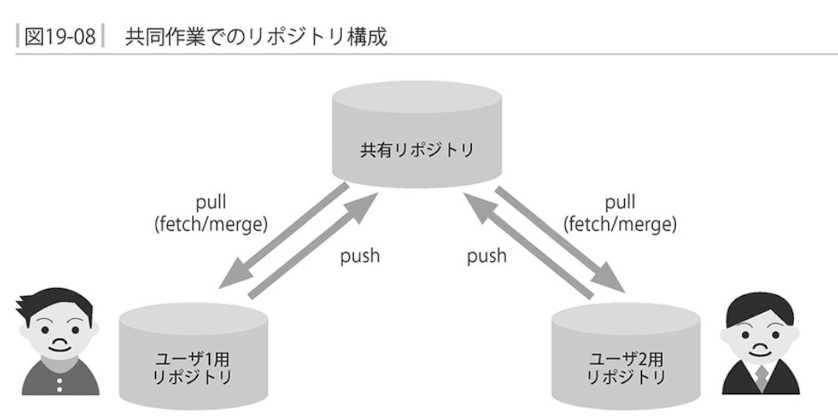 図19-08 共同作業でのリポジトリ構成
共有リポジトリ
pull
(fetch/merge)
push
push
pull
(fetch/merge)
ユーザ1用
リポジトリ
ユーザ2用
リポジトリ